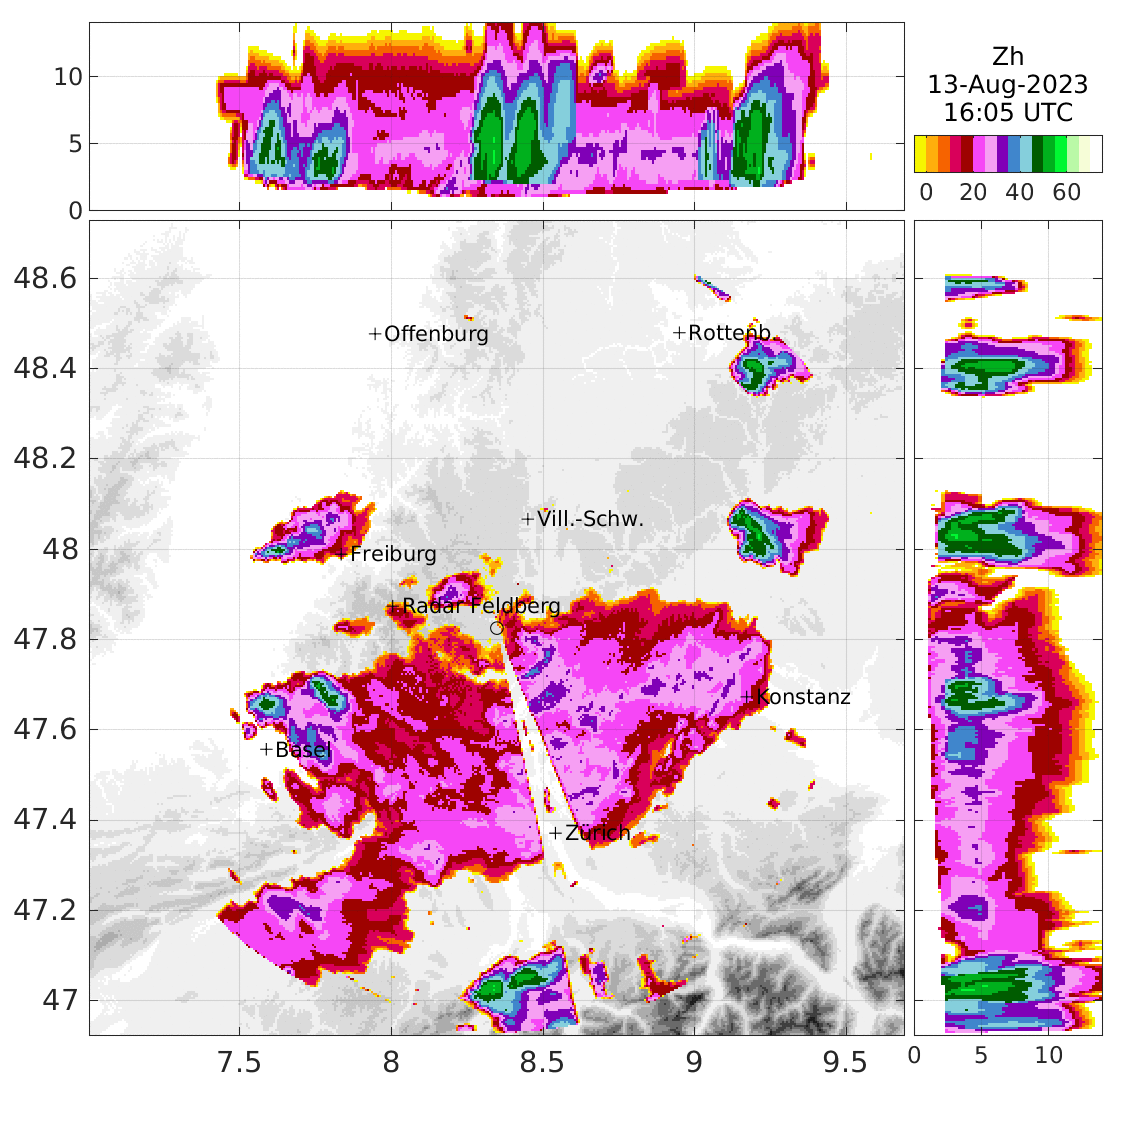 10
5
0
Zh
13-Aug-2023
16:05 UTC
0 20 40 60
48.6
48.4
48.2
48
47.8
47.6
47.4
47.2
47
+Offenburg
+Rottenb.
+Vill.-Schw.
+Freiburg
+Radar Feldberg
+Konstanz
+Basel
+Zürich
7.5 8 8.5 9 9.5
0 5 10